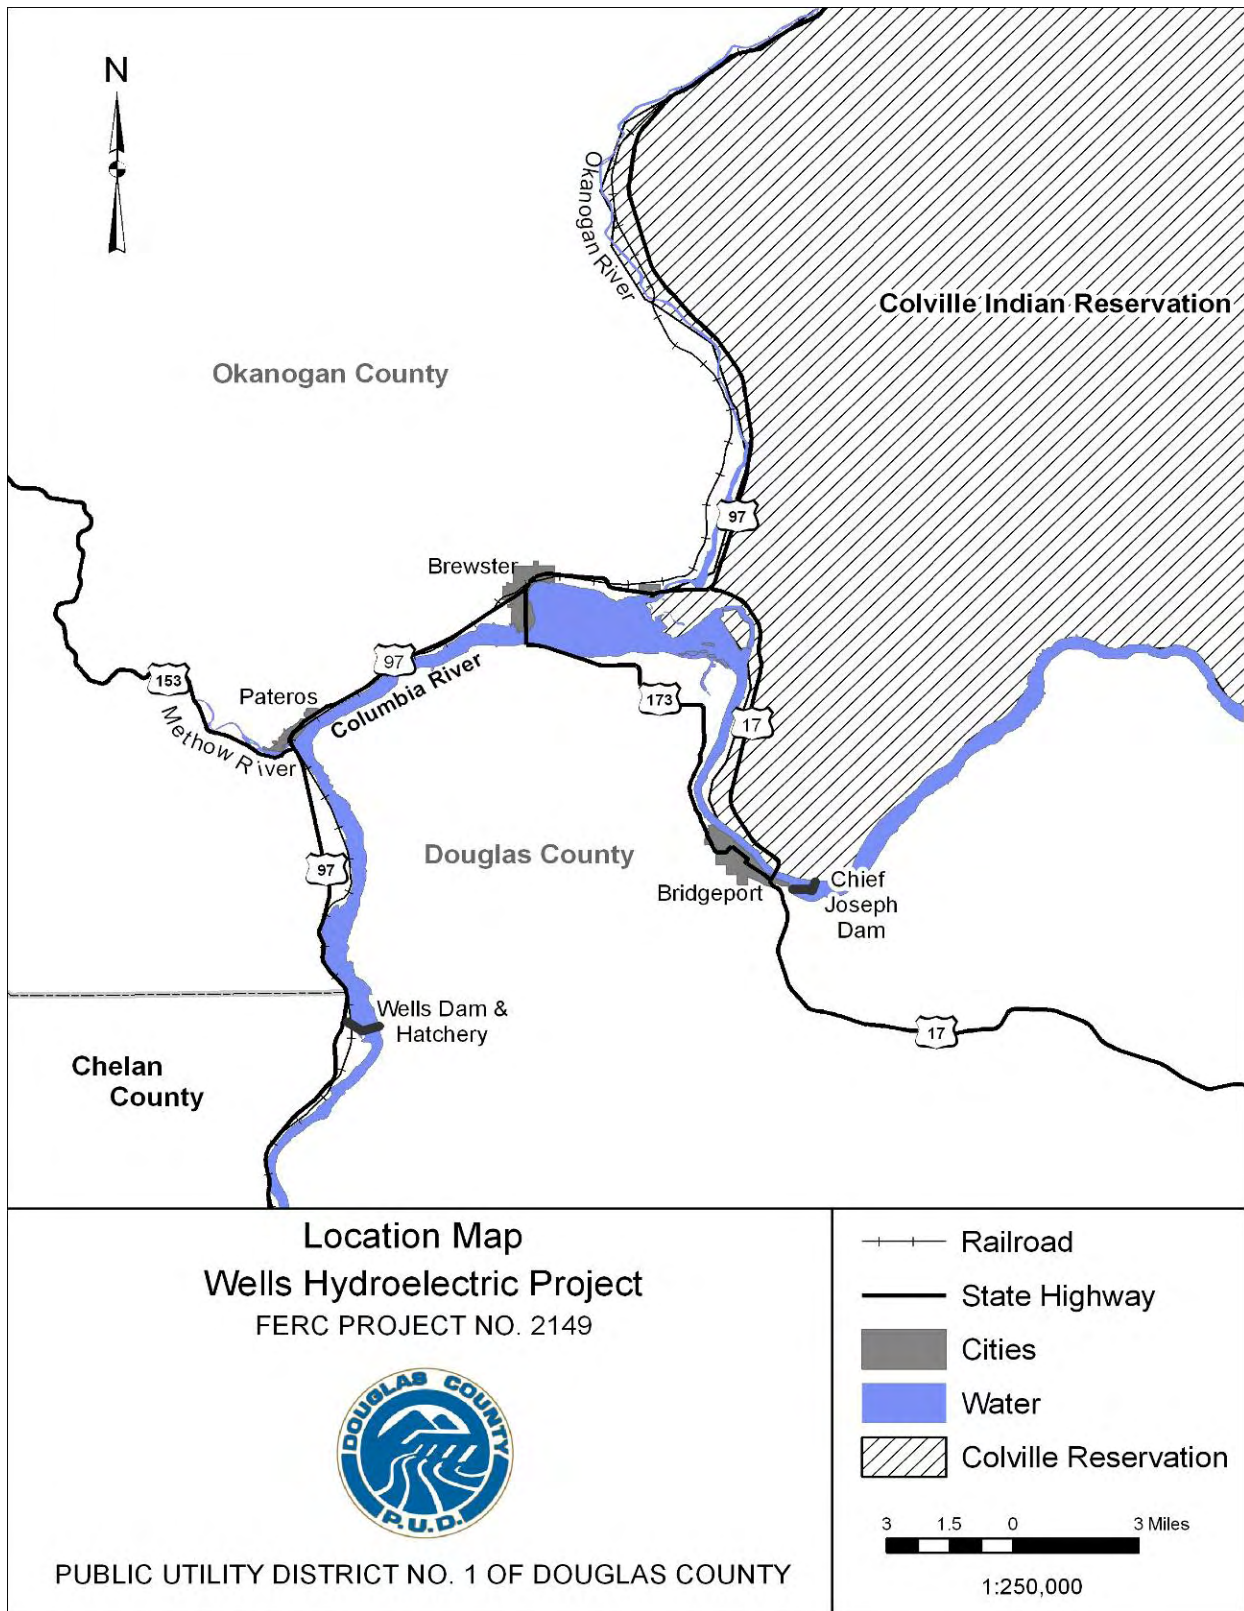 N
Okanogan River
Colville Indian Reservation
Okanogan County
97
Brewster
97
153
Pateros
Columbia River
173
17
Methow River
Douglas County
97
Bridgeport
Chief
Joseph
Dam
Wells Dam &
Hatchery
17
Chelan
County
Location Map
Wells Hydroelectric Project
FERC PROJECT NO. 2149
DOUGLAS COUNTY
P.U.D.
PUBLIC UTILITY DISTRICT NO. 1 OF DOUGLAS COUNTY
Railroad
State Highway
Cities
Water
Colville Reservation
3 1.5 0 3 Miles
1:250,000